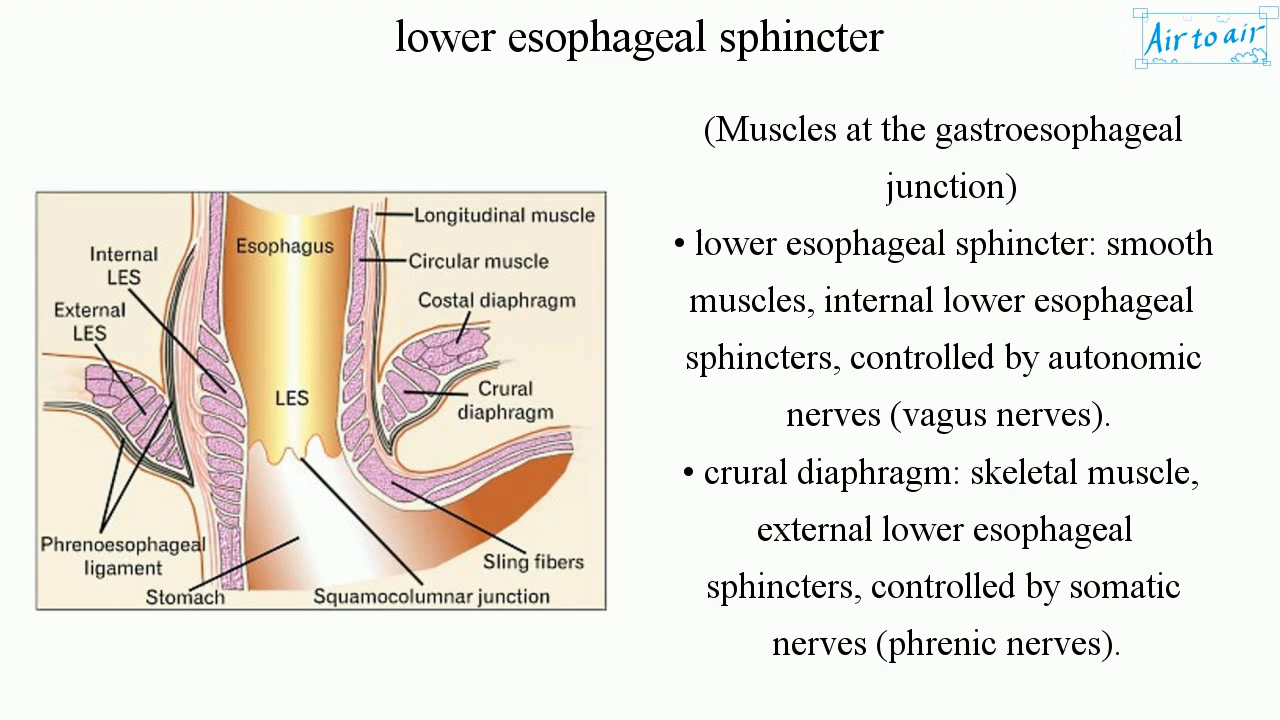 lower esophageal sphincter
Air to air
(Muscles at the gastroesophageal
junction)
• lower esophageal sphincter: smooth
muscles, internal lower esophageal
sphincters, controlled by autonomic
nerves (vagus nerves).
• crural diaphragm: skeletal muscle,
external lower esophageal
sphincters, controlled by somatic
nerves (phrenic nerves).
Longitudinal muscle
Esophagus
Internal
LES
Circular muscle
External
LES
Costal diaphragm
LES
Crural
diaphragm
Phrenoesophageal
ligament
Sling fibers
Stomach
Squamocolumnar junction